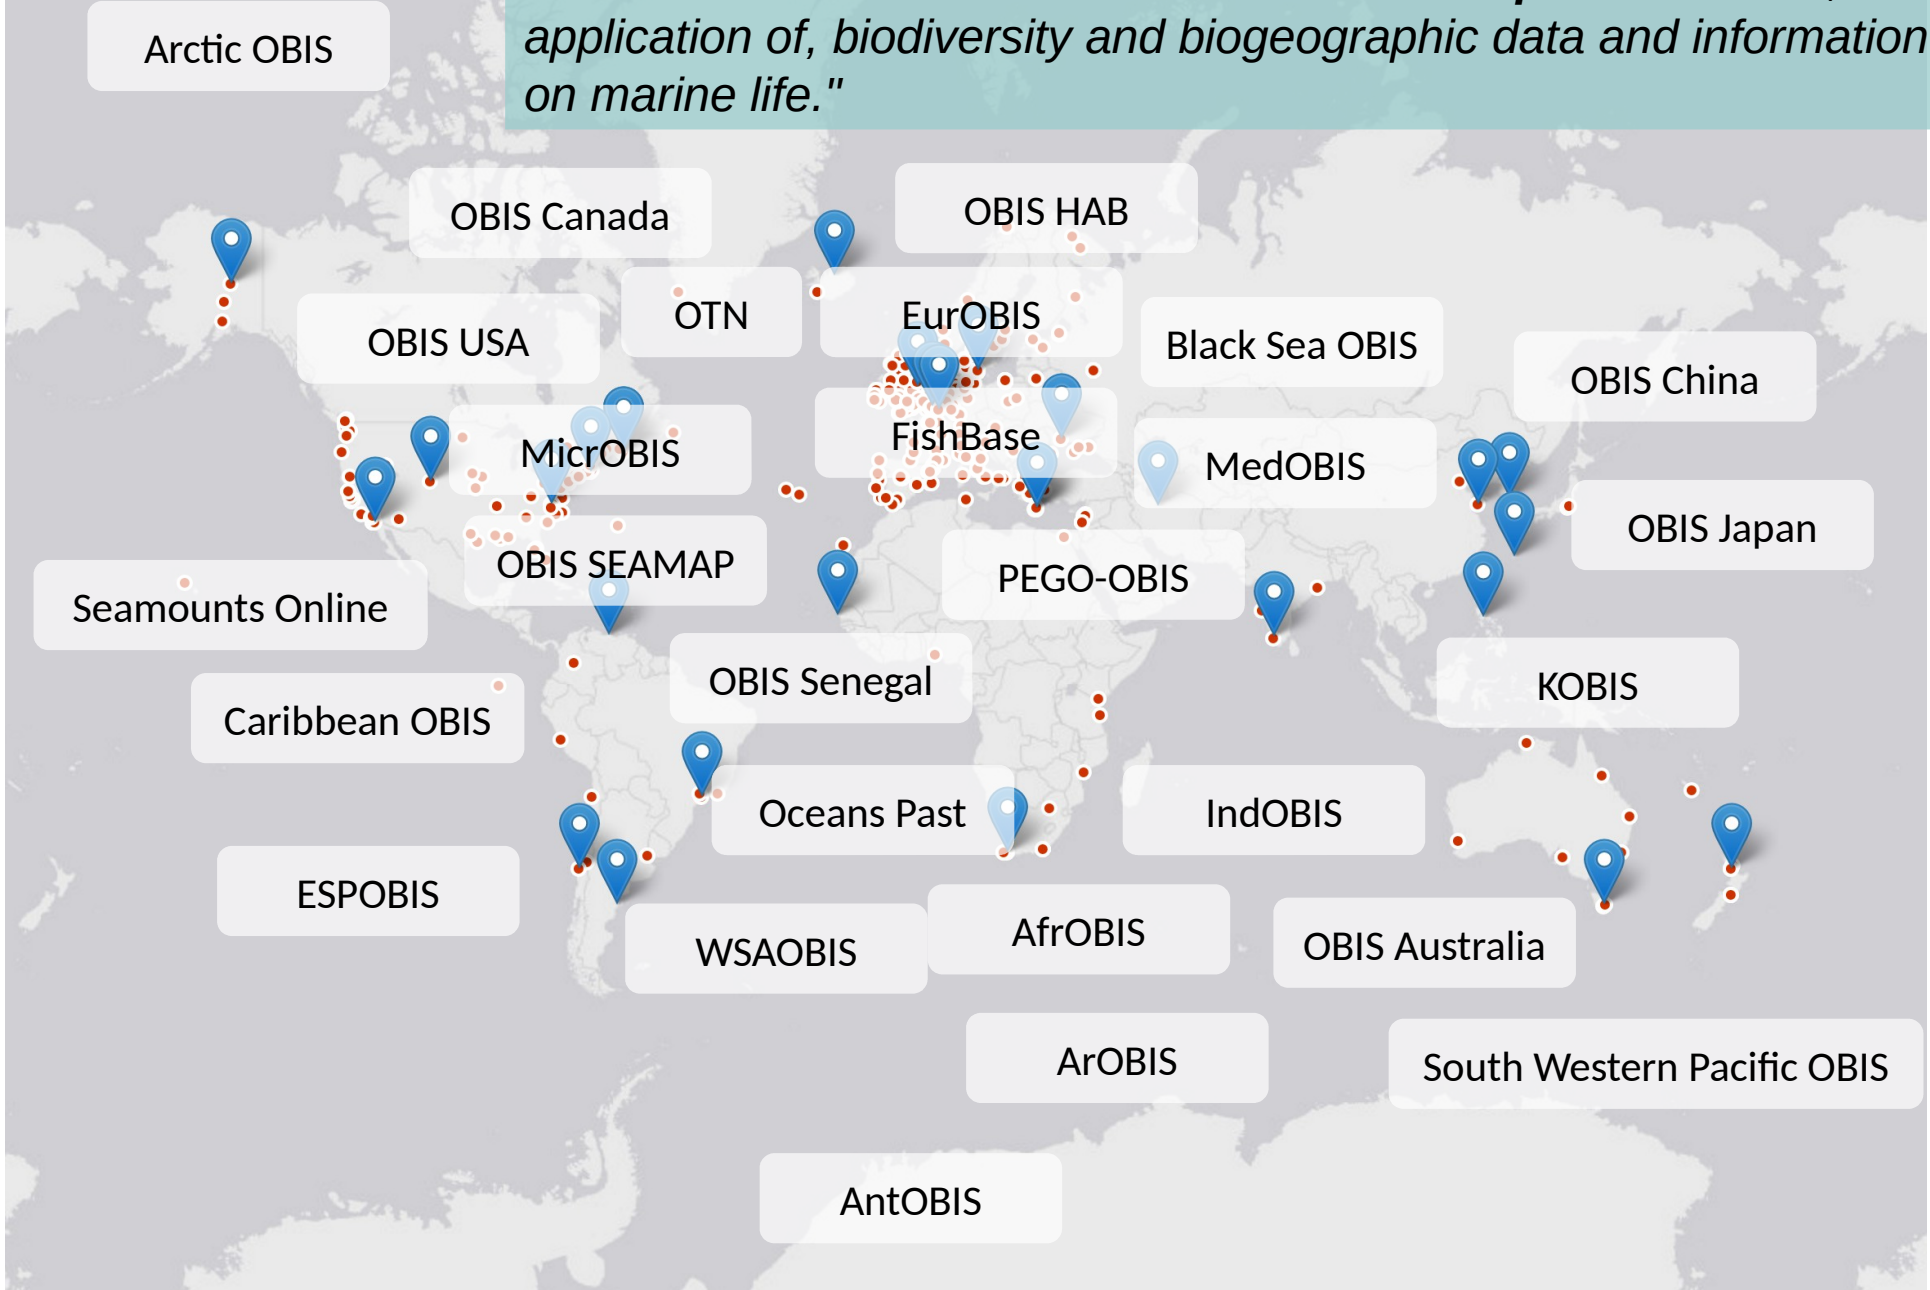 Arctic OBIS
application of, biodiversity and biogeographic data and information
on marine life."
OBIS Canada
OBIS HAB
OTN
EurOBIS
OBIS USA
Black Sea OBIS
OBIS China
MicrOBIS
FishBase
MedOBIS
OBIS Japan
OBIS SEAMAP
PEGO-OBIS
Seamounts Online
OBIS Senegal
KOBIS
Caribbean OBIS
Oceans Past
IndOBIS
ESPOBIS
WSAOBIS
AfrOBIS
OBIS Australia
ArOBIS
South Western Pacific OBIS
AntOBIS